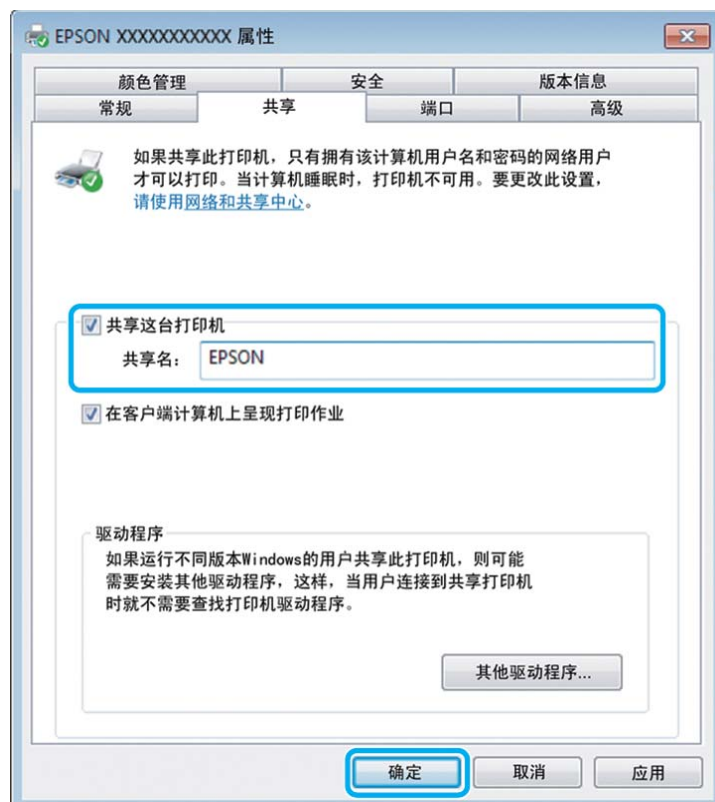 EPSON XXXXXXXXXXX 属性
颜色管理 安全 版本信息
常规 共享 端口 高级
如果共享此打印机，只有拥有该计算机用户名和密码的网络用户
才可以打印。当计算机睡眠时，打印机不可用。要更改此设置，
请使用网络和共享中心。
共享这台打印机
共享名： EPSON
在客户端计算机上呈现打印作业
驱动程序
如果运行不同版本Windows的用户共享此打印机，则可能
需要安装其他驱动程序，这样，当用户连接到共享打印机
时就不需要查找打印机驱动程序。
其他驱动程序...
确定 取消 应用